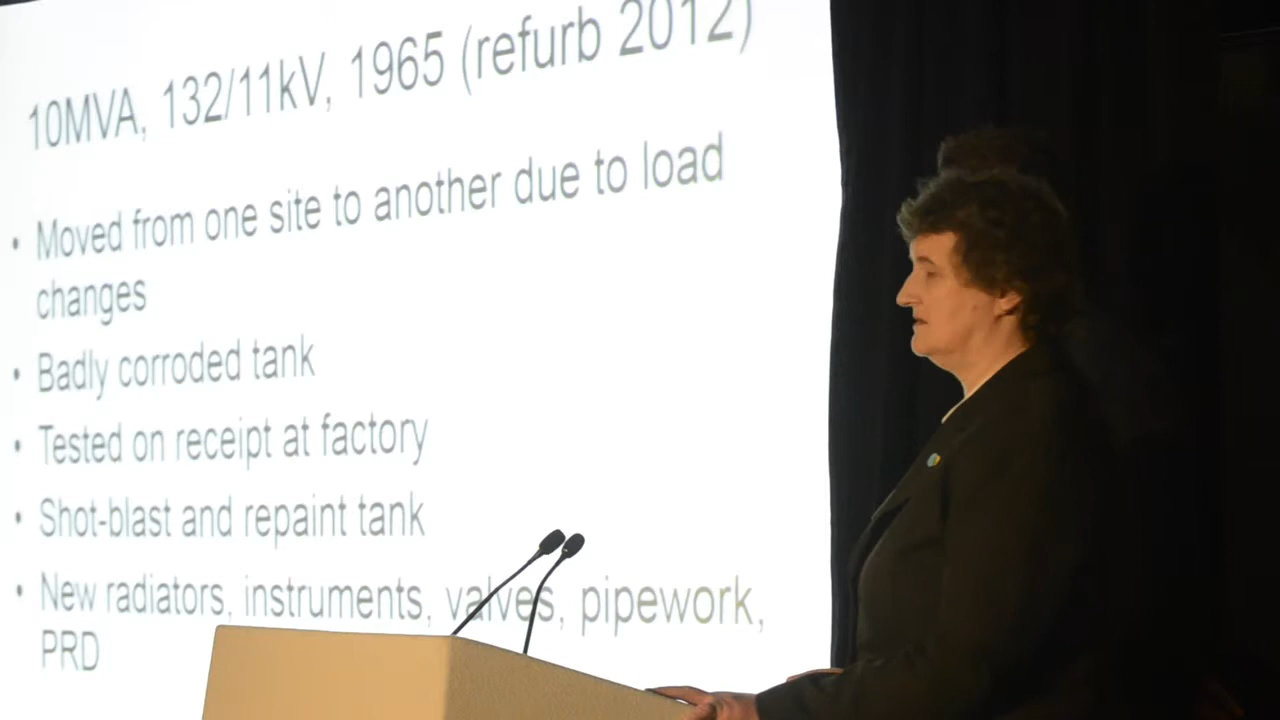 10MVA, 132/11kV, 1965 (refurb 2012)
• Moved from one site to another due to load
changes
• Badly corroded tank
• Tested on receipt at factory
• Shot-blast and repaint tank
• New radiators, instruments, valves, pipework,
PRD